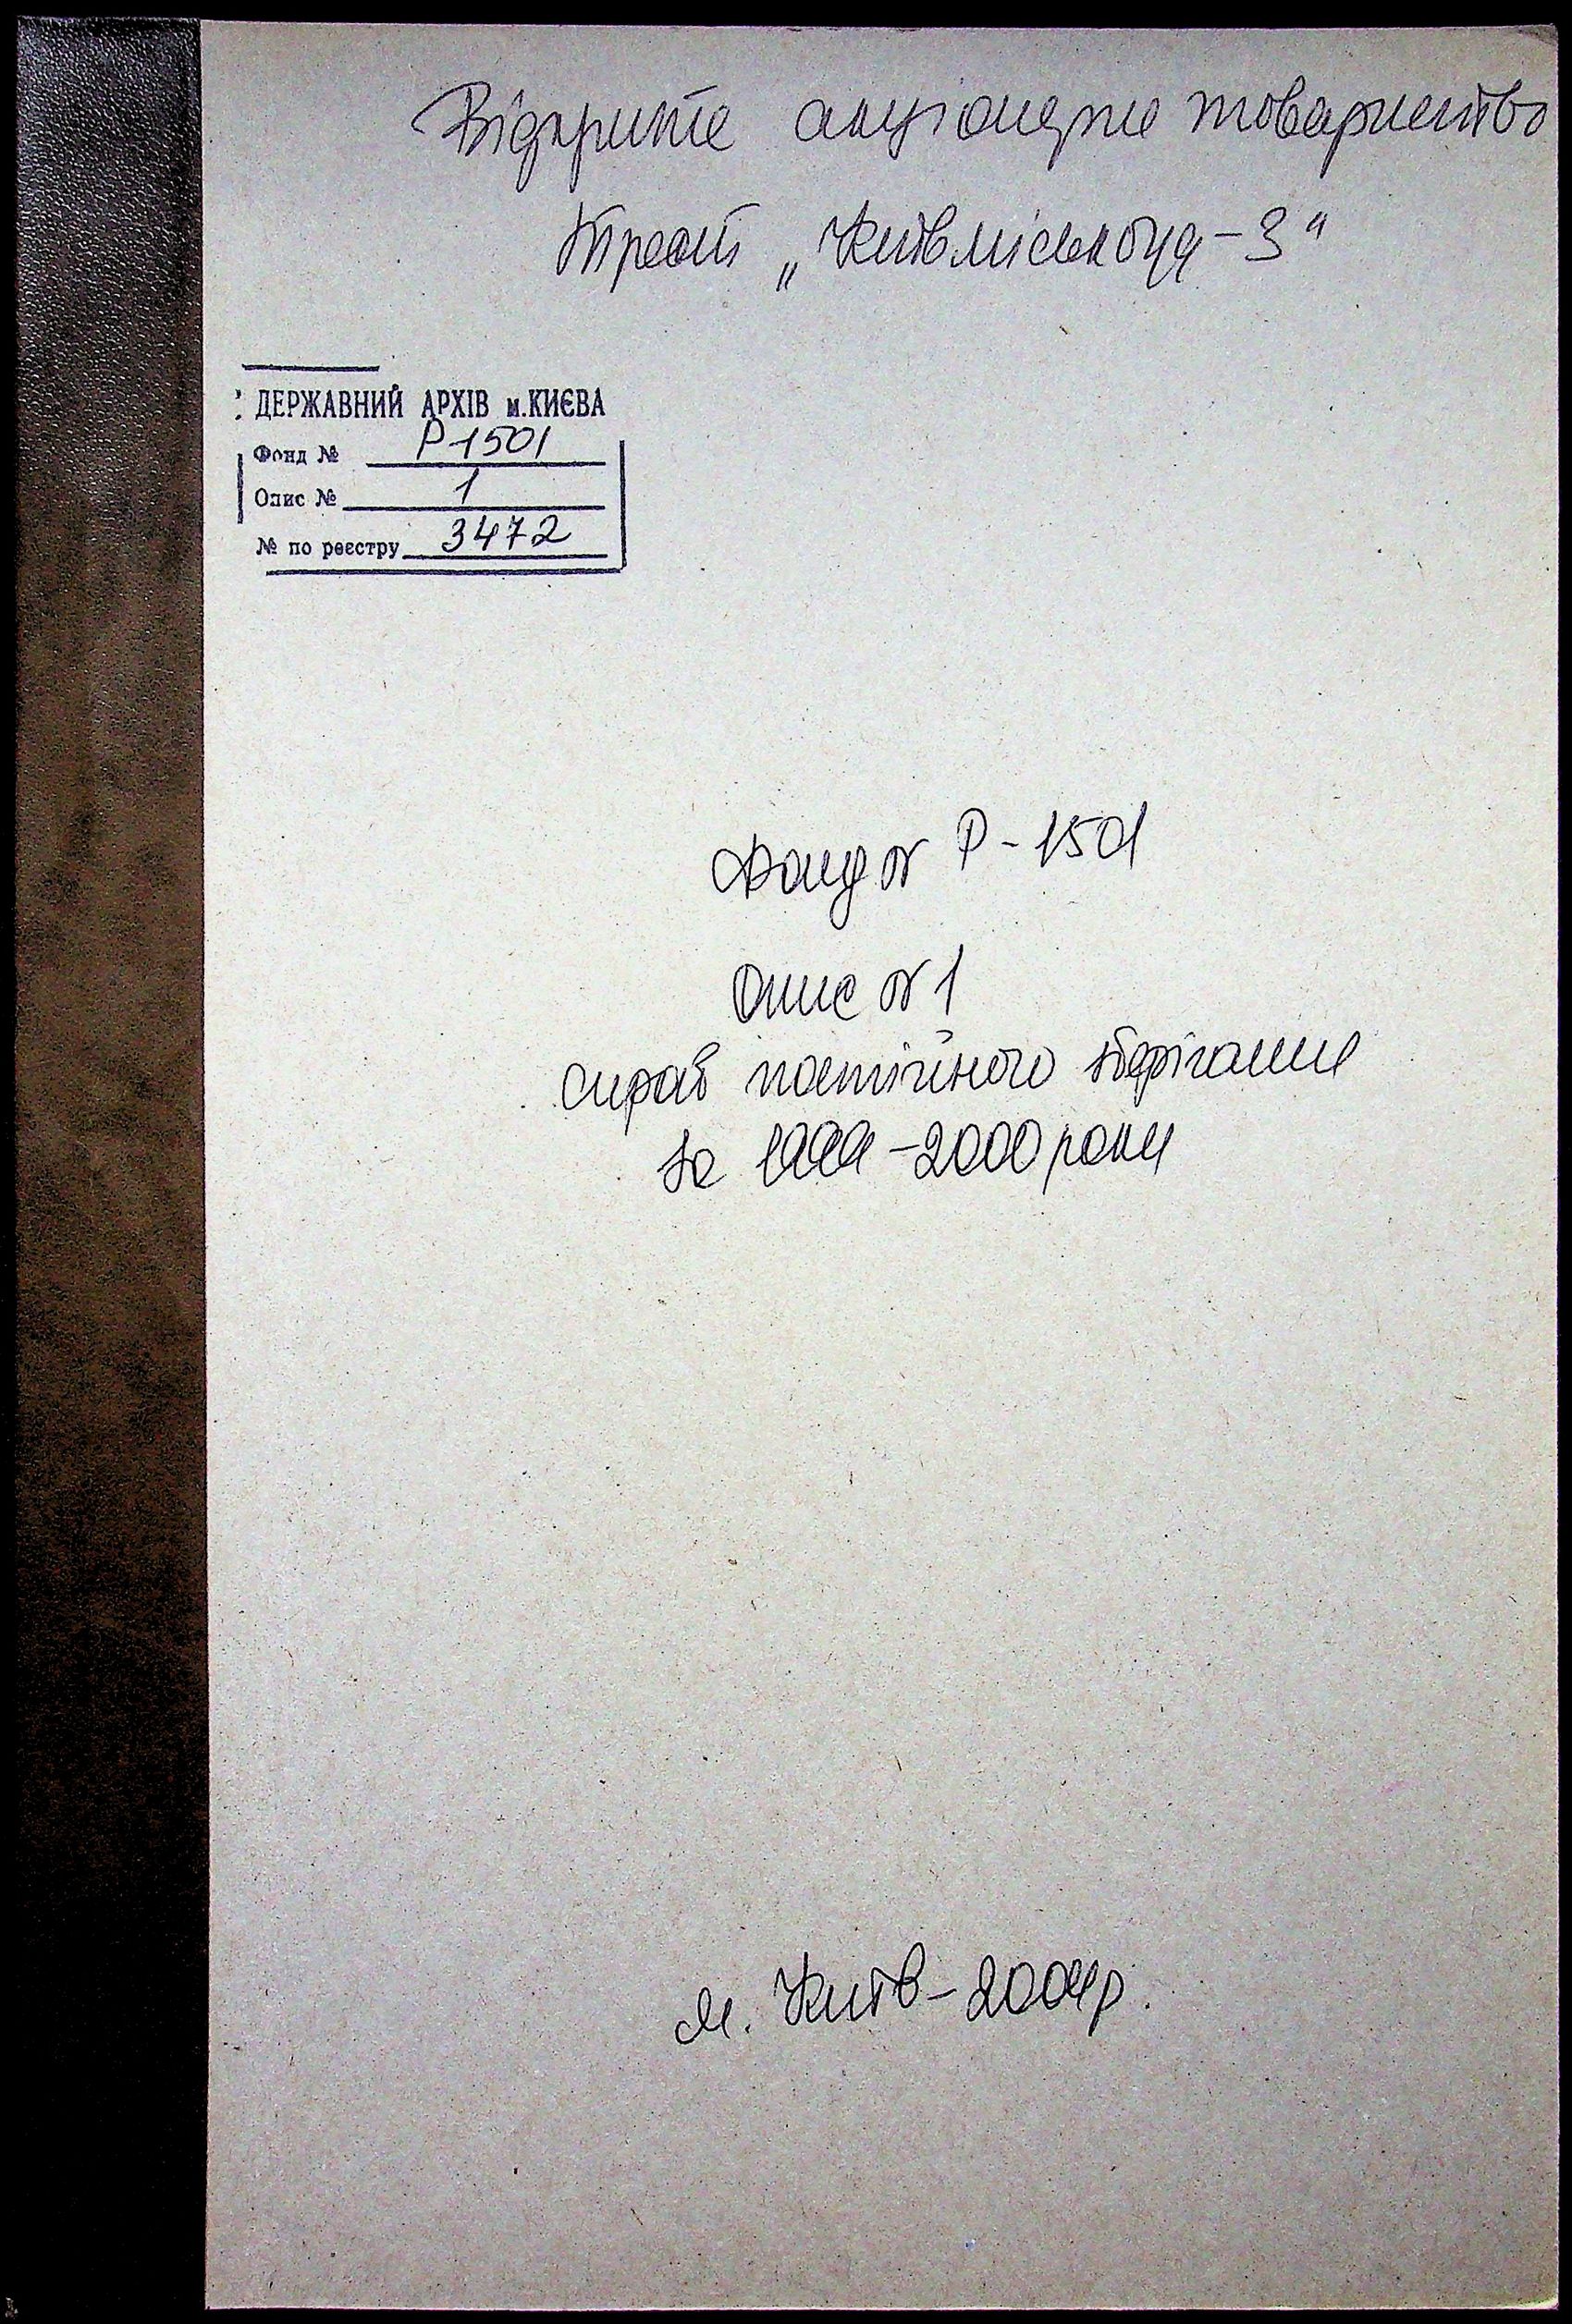 Відкрите акціонерне товариство
Трест „Київміськбуд-3“
ДЕРЖАВНИЙ АРХІВ м.КИЄВА
Фонд № Р-1501
Опис № 1
№ по реєстру 3472
Фонд № Р-1501
Опис № 1
справ постійного зберігання
за 1999-2000 роки
м. Київ-2004р.